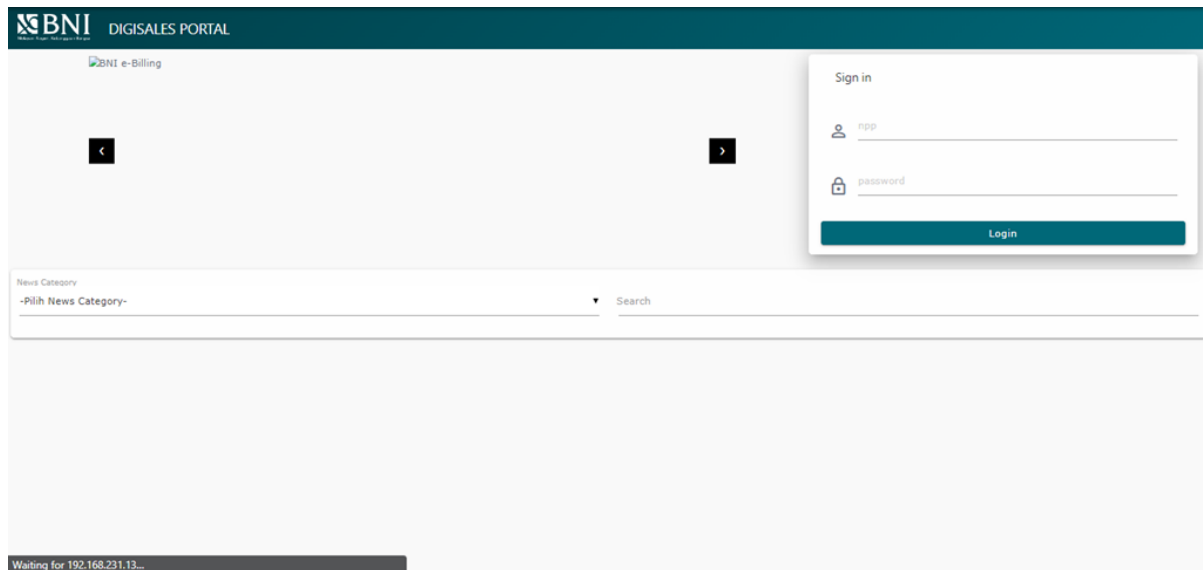 BNI DIGISALES PORTAL
BNI e-Billing
Sign in
npp
password
Login
News Category
-Pilih News Category-
Search
Waiting for 192.168.231.13...